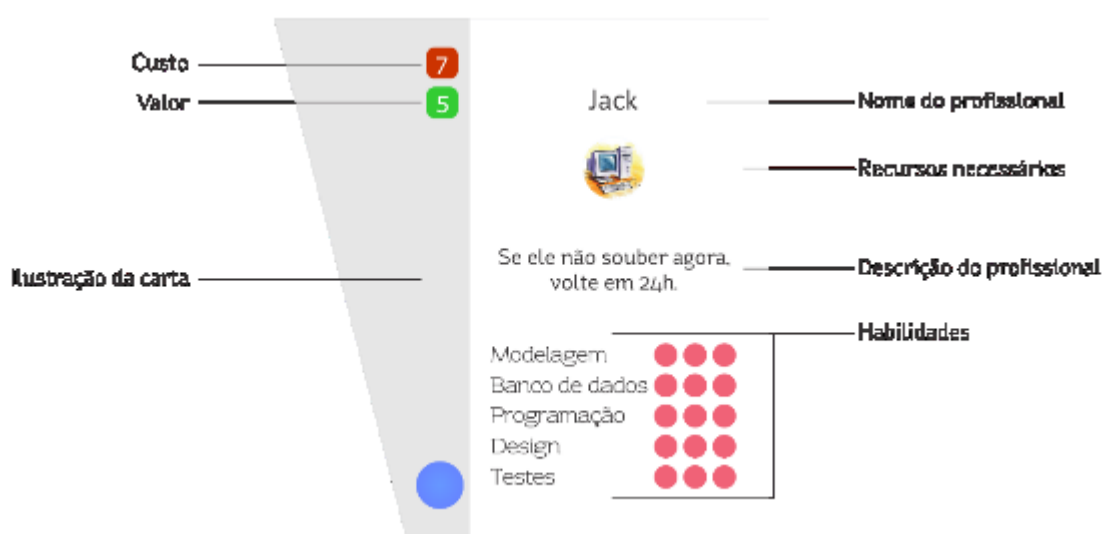 Custo
7
Valor
5
Jack
Nome do profissional
Recursos necessários
Ilustração da carta
Se ele não souber agora,
volte em 24h.
Descrição do profissional
Habilidades
Modelagem
Banco de dados
Programação
Design
Testes